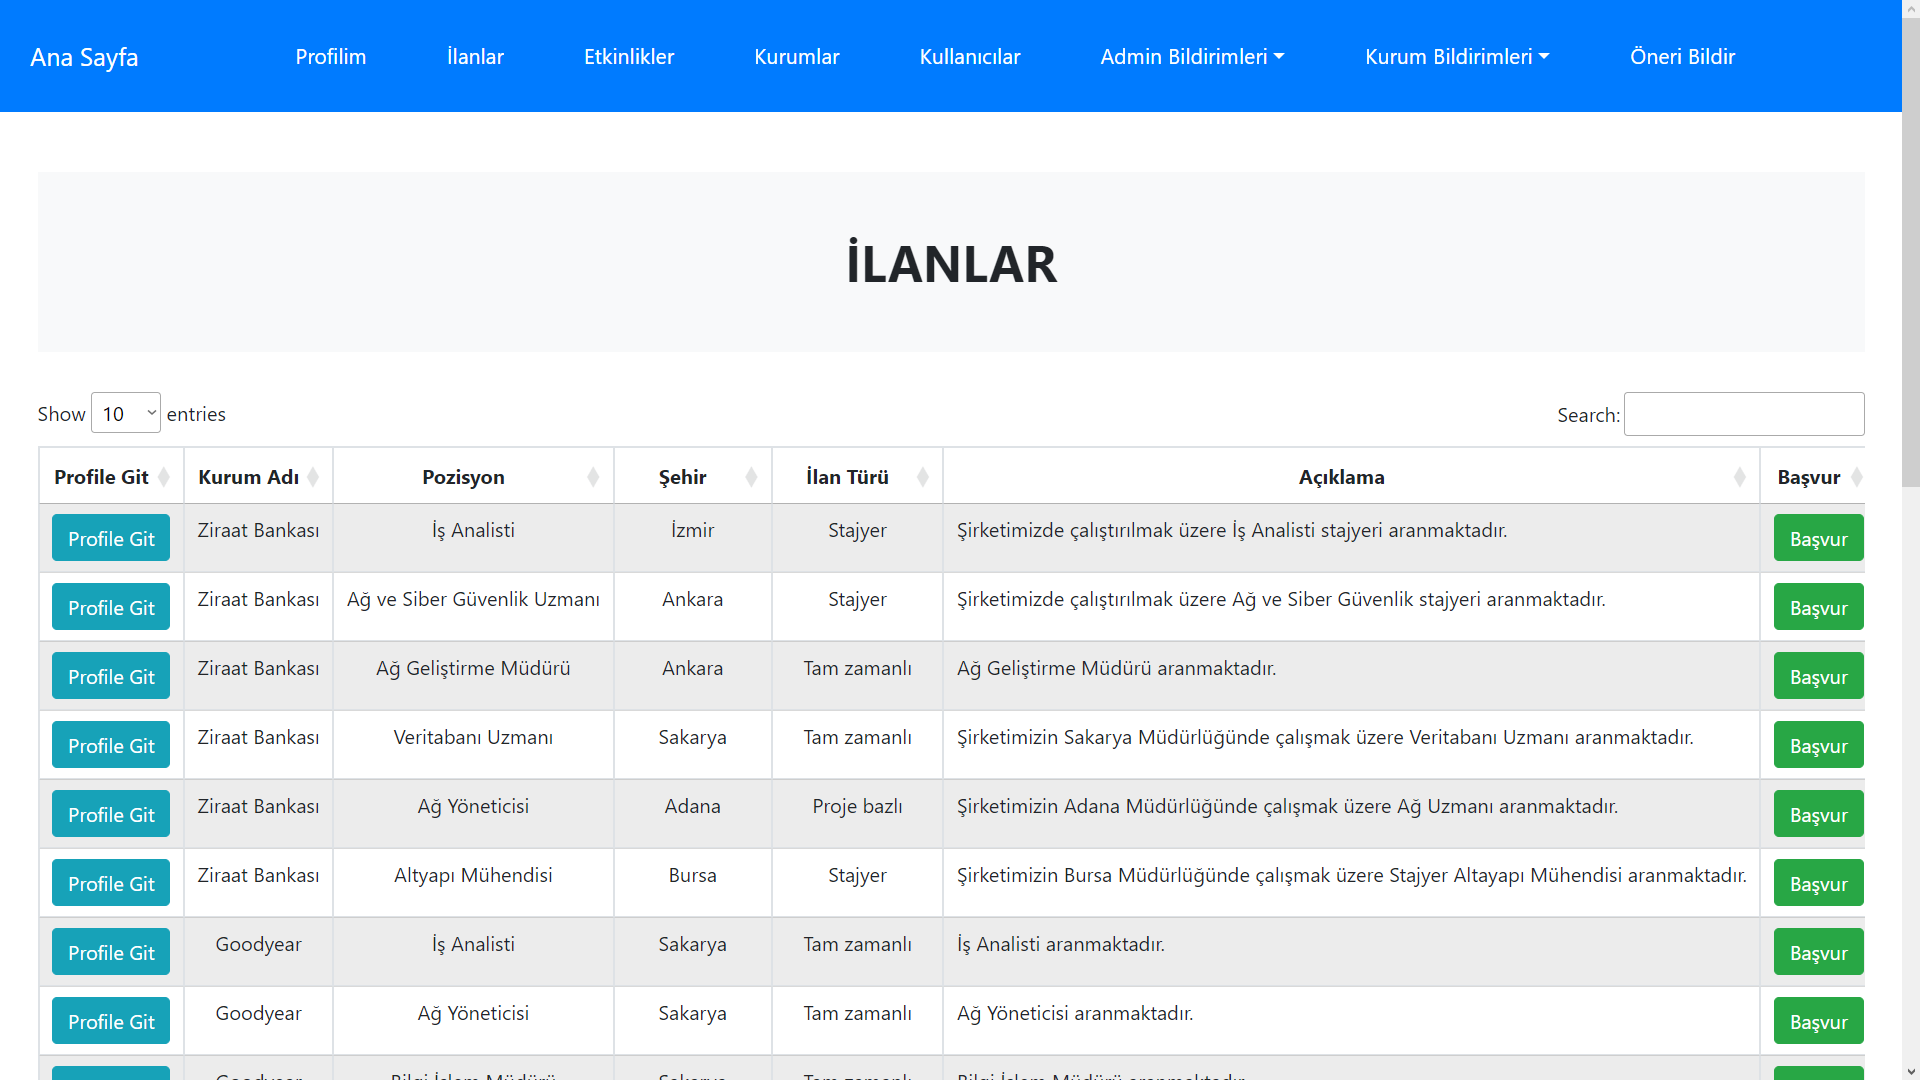 Ana Sayfa Profilim İlanlar Etkinlikler Kurumlar Kullanıcılar Admin Bildirimleri Kurum Bildirimleri Öneri Bildir
İLANLAR
Show 10 entries Search:
Profile Git Kurum Adı Pozisyon Şehir İlan Türü Açıklama Başvur
Profile Git Ziraat Bankası İş Analisti İzmir Stajyer Şirketimizde çalıştırılmak üzere İş Analisti stajyeri aranmaktadır. Başvur
Profile Git Ziraat Bankası Ağ ve Siber Güvenlik Uzmanı Ankara Stajyer Şirketimizde çalıştırılmak üzere Ağ ve Siber Güvenlik stajyeri aranmaktadır. Başvur
Profile Git Ziraat Bankası Ağ Geliştirme Müdürü Ankara Tam zamanlı Ağ Geliştirme Müdürü aranmaktadır. Başvur
Profile Git Ziraat Bankası Veritabanı Uzmanı Sakarya Tam zamanlı Şirketimizin Sakarya Müdürlüğünde çalışmak üzere Veritabanı Uzmanı aranmaktadır. Başvur
Profile Git Ziraat Bankası Ağ Yöneticisi Adana Proje bazlı Şirketimizin Adana Müdürlüğünde çalışmak üzere Ağ Uzmanı aranmaktadır. Başvur
Profile Git Ziraat Bankası Altyapı Mühendisi Bursa Stajyer Şirketimizin Bursa Müdürlüğünde çalışmak üzere Stajyer Altayapı Mühendisi aranmaktadır. Başvur
Profile Git Goodyear İş Analisti Sakarya Tam zamanlı İş Analisti aranmaktadır. Başvur
Profile Git Goodyear Ağ Yöneticisi Sakarya Tam zamanlı Ağ Yöneticisi aranmaktadır. Başvur
Goodyear Bilgi İşlem Müdürü Sakarya Tam zamanlı Bilgi İşlem Müdürü aranmaktadır.